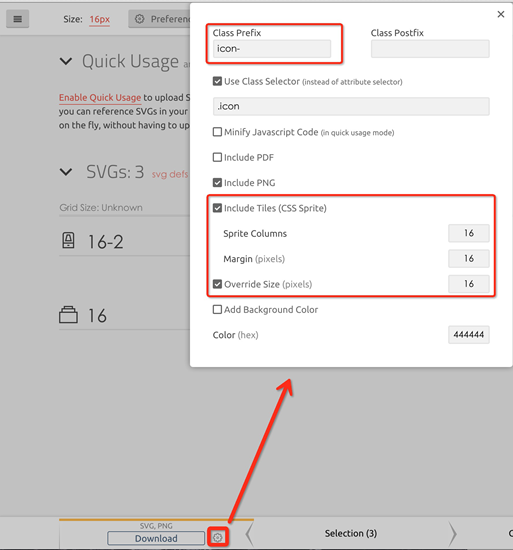 Size: 16px Preferen
Quick Usage an
Enable Quick Usage to upload S
you can reference SVGs in your
on the fly, without having to up
SVGs: 3 svg defs
Grid Size: Unknown
16-2
16
Class Prefix Class Postfix
icon-
Use Class Selector (instead of attribute selector)
.icon
Minify Javascript Code (in quick usage mode)
Include PDF
Include PNG
Include Tiles (CSS Sprite)
Sprite Columns 16
Margin (pixels) 16
Override Size (pixels) 16
Add Background Color
Color (hex) 444444
SVG, PNG
Download
Selection (3)